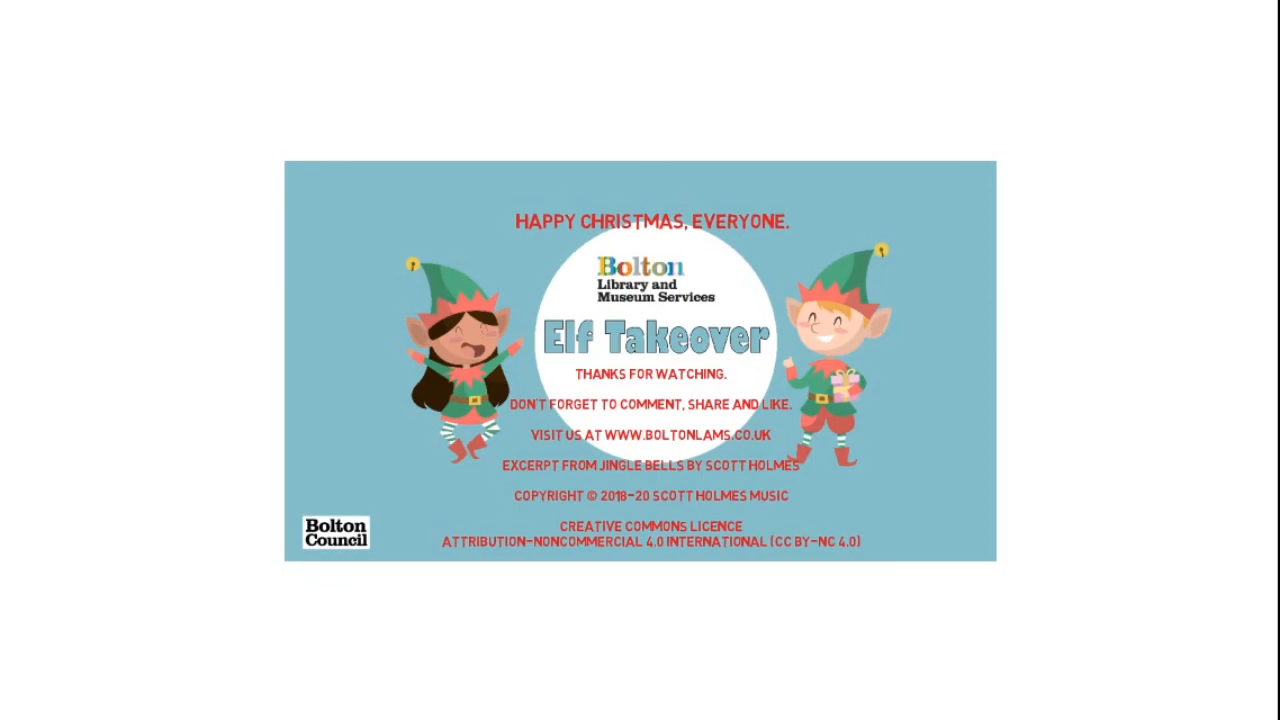 HAPPY CHRISTMAS, EVERYONE.
Bolton
Library and
Museum Services
Elf Takeover
THANKS FOR WATCHING.
DON'T FORGET TO COMMENT, SHARE AND LIKE.
VISIT US AT WWW.BOLTONLAMS.CO.UK
EXCERPT FROM JINGLE BELLS BY SCOTT HOLMES
COPYRIGHT © 2018-20 SCOTT HOLMES MUSIC
CREATIVE COMMONS LICENCE
ATTRIBUTION-NONCOMMERCIAL 4.0 INTERNATIONAL (CC BY-NC 4.0)
Bolton
Council